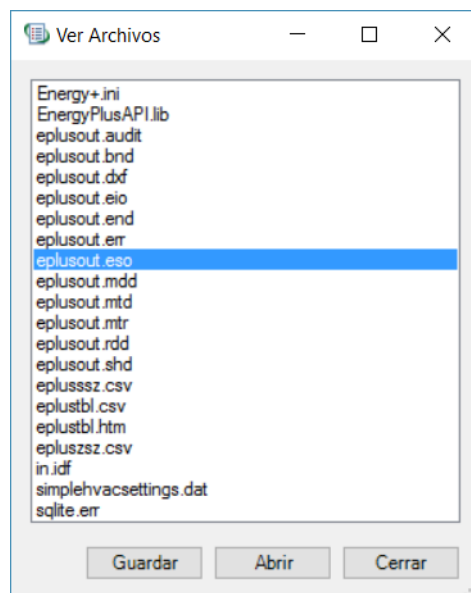 Ver Archivos
Energy+.ini
EnergyPlusAPI.lib
eplusout.audit
eplusout.bnd
eplusout.dxf
eplusout.eio
eplusout.end
eplusout.err
eplusout.eso
eplusout.mdd
eplusout.mtd
eplusout.mtr
eplusout.rdd
eplusout.shd
eplusssz.csv
eplustbl.csv
eplustbl.htm
epluszsz.csv
in.idf
simplehvacsettings.dat
sqlite.err
Guardar Abrir Cerrar